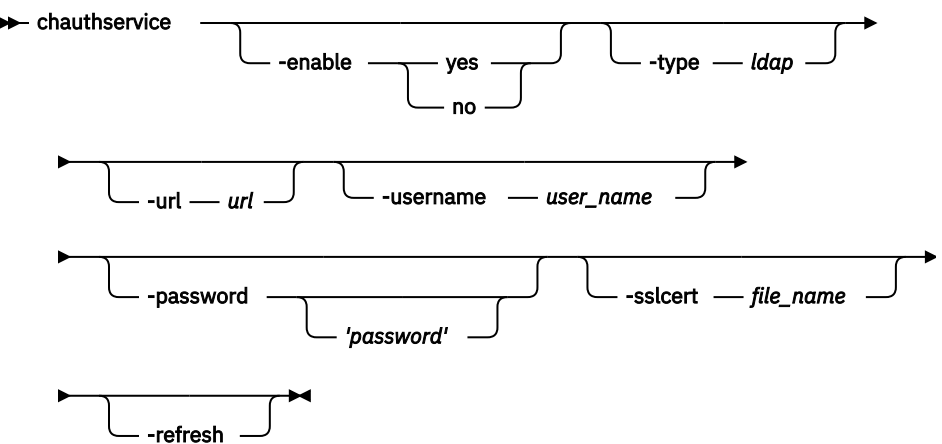 chauthservice
-enable yes -type ldap
no
-url url -username user_name
-password -sslcert file_name
'password'
-refresh